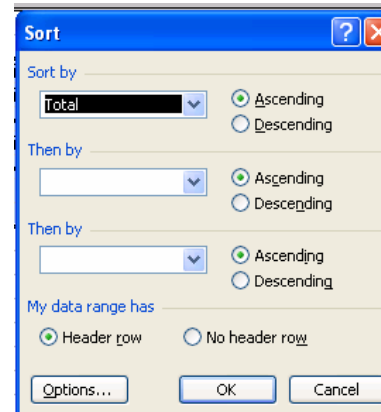 Sort
Sort by
Total
Ascending
Descending
Then by
Ascending
Descending
Then by
Ascending
Descending
My data range has
Header row
No header row
Options...
OK
Cancel